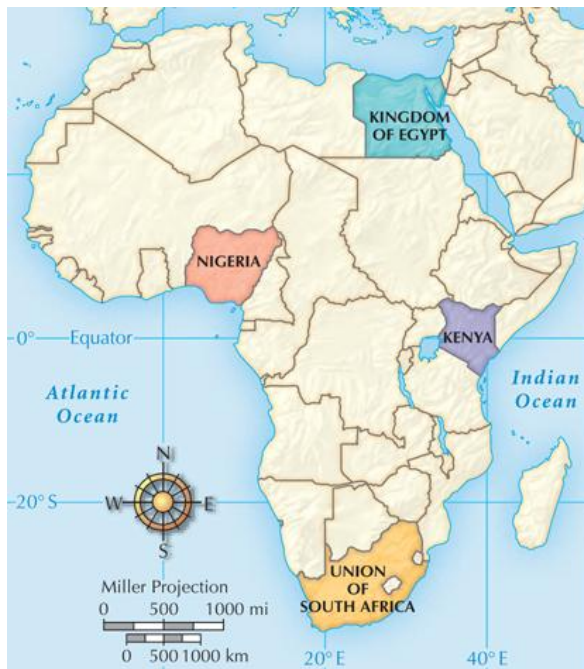 KINGDOM
OF EGYPT
NIGERIA
0° Equator
KENYA
Atlantic
Ocean
Indian
Ocean
N
W E
S
20° S
Miller Projection
0 500 1000 mi
0 500 1000 km
UNION
OF
SOUTH AFRICA
20° E
40° E